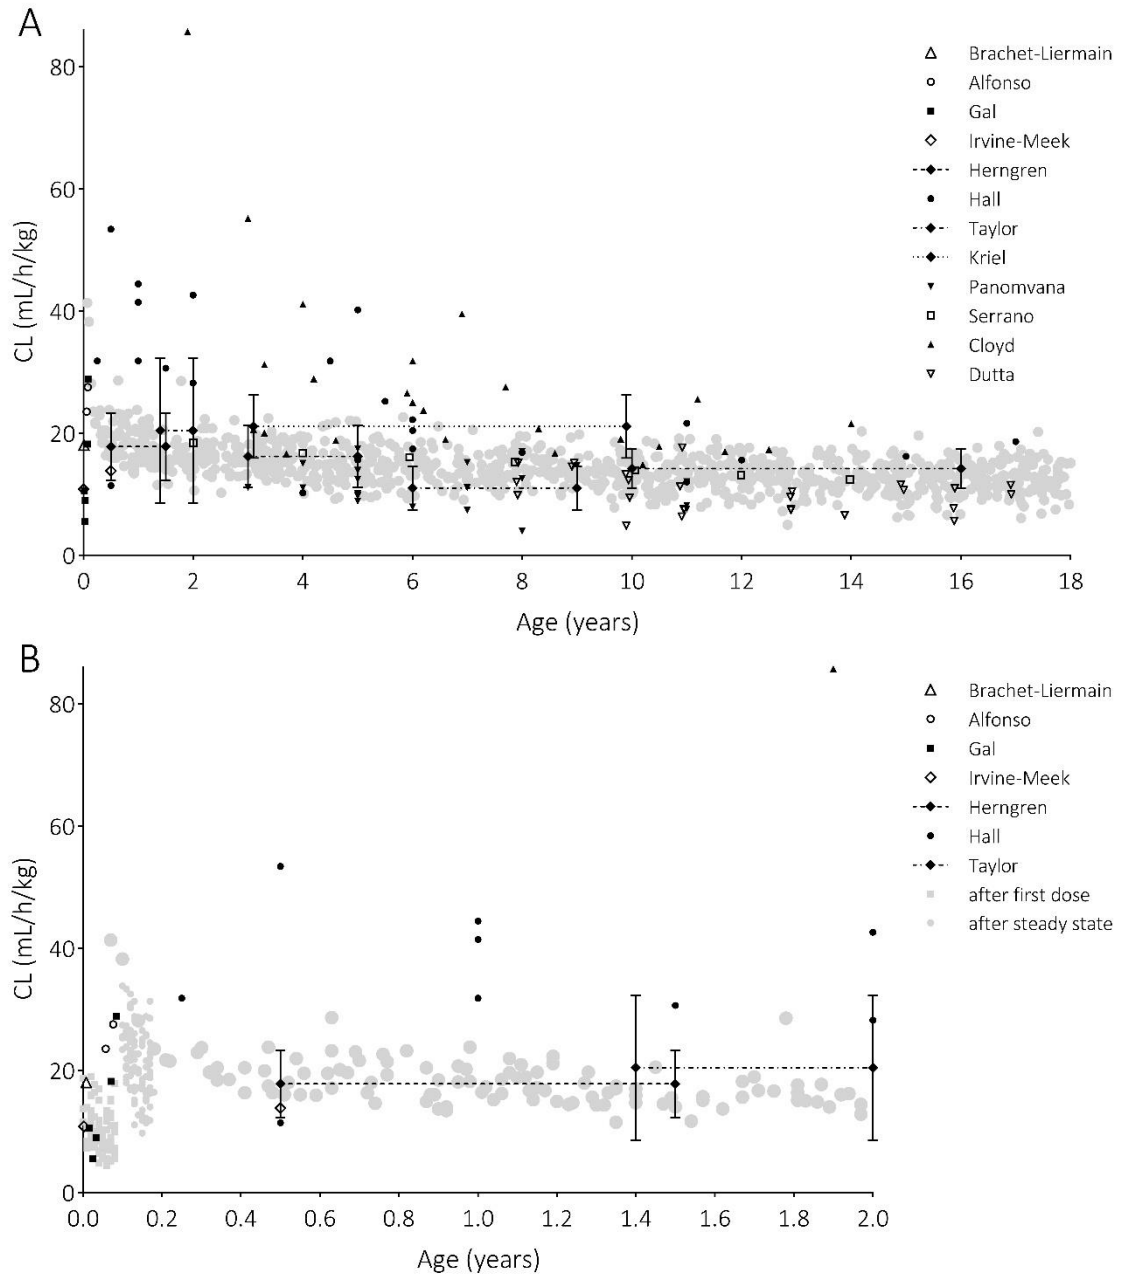 A
CL (mL/h/kg)
80
60
40
20
0
0 2 4 6 8 10 12 14 16 18
Age (years)
Brachet-Liermain
Alfonso
Gal
Irvine-Meek
Herngren
Hall
Taylor
Kriel
Panomvana
Serrano
Cloyd
Dutta
B
CL (mL/h/kg)
80
60
40
20
0
0.0 0.2 0.4 0.6 0.8 1.0 1.2 1.4 1.6 1.8 2.0
Age (years)
Brachet-Liermain
Alfonso
Gal
Irvine-Meek
Herngren
Hall
Taylor
after first dose
after steady state